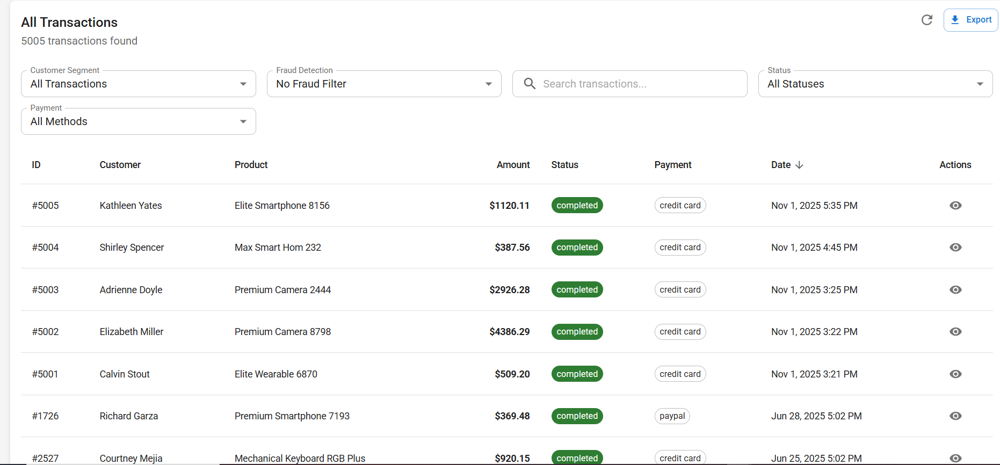 All Transactions
Export
5005 transactions found
Customer Segment
All Transactions
Fraud Detection
No Fraud Filter
Search transactions...
Status
All Statuses
Payment
All Methods
ID Customer Product Amount Status Payment Date Actions
#5005 Kathleen Yates Elite Smartphone 8156 $1120.11 completed credit card Nov 1, 2025 5:35 PM
#5004 Shirley Spencer Max Smart Hom 232 $387.56 completed credit card Nov 1, 2025 4:45 PM
#5003 Adrienne Doyle Premium Camera 2444 $2926.28 completed credit card Nov 1, 2025 3:25 PM
#5002 Elizabeth Miller Premium Camera 8798 $4386.29 completed credit card Nov 1, 2025 3:22 PM
#5001 Calvin Stout Elite Wearable 6870 $509.20 completed credit card Nov 1, 2025 3:21 PM
#1726 Richard Garza Premium Smartphone 7193 $369.48 completed paypal Jun 28, 2025 5:02 PM
#2527 Courtney Mejia Mechanical Keyboard RGB Plus $920.15 completed credit card Jun 25, 2025 5:02 PM